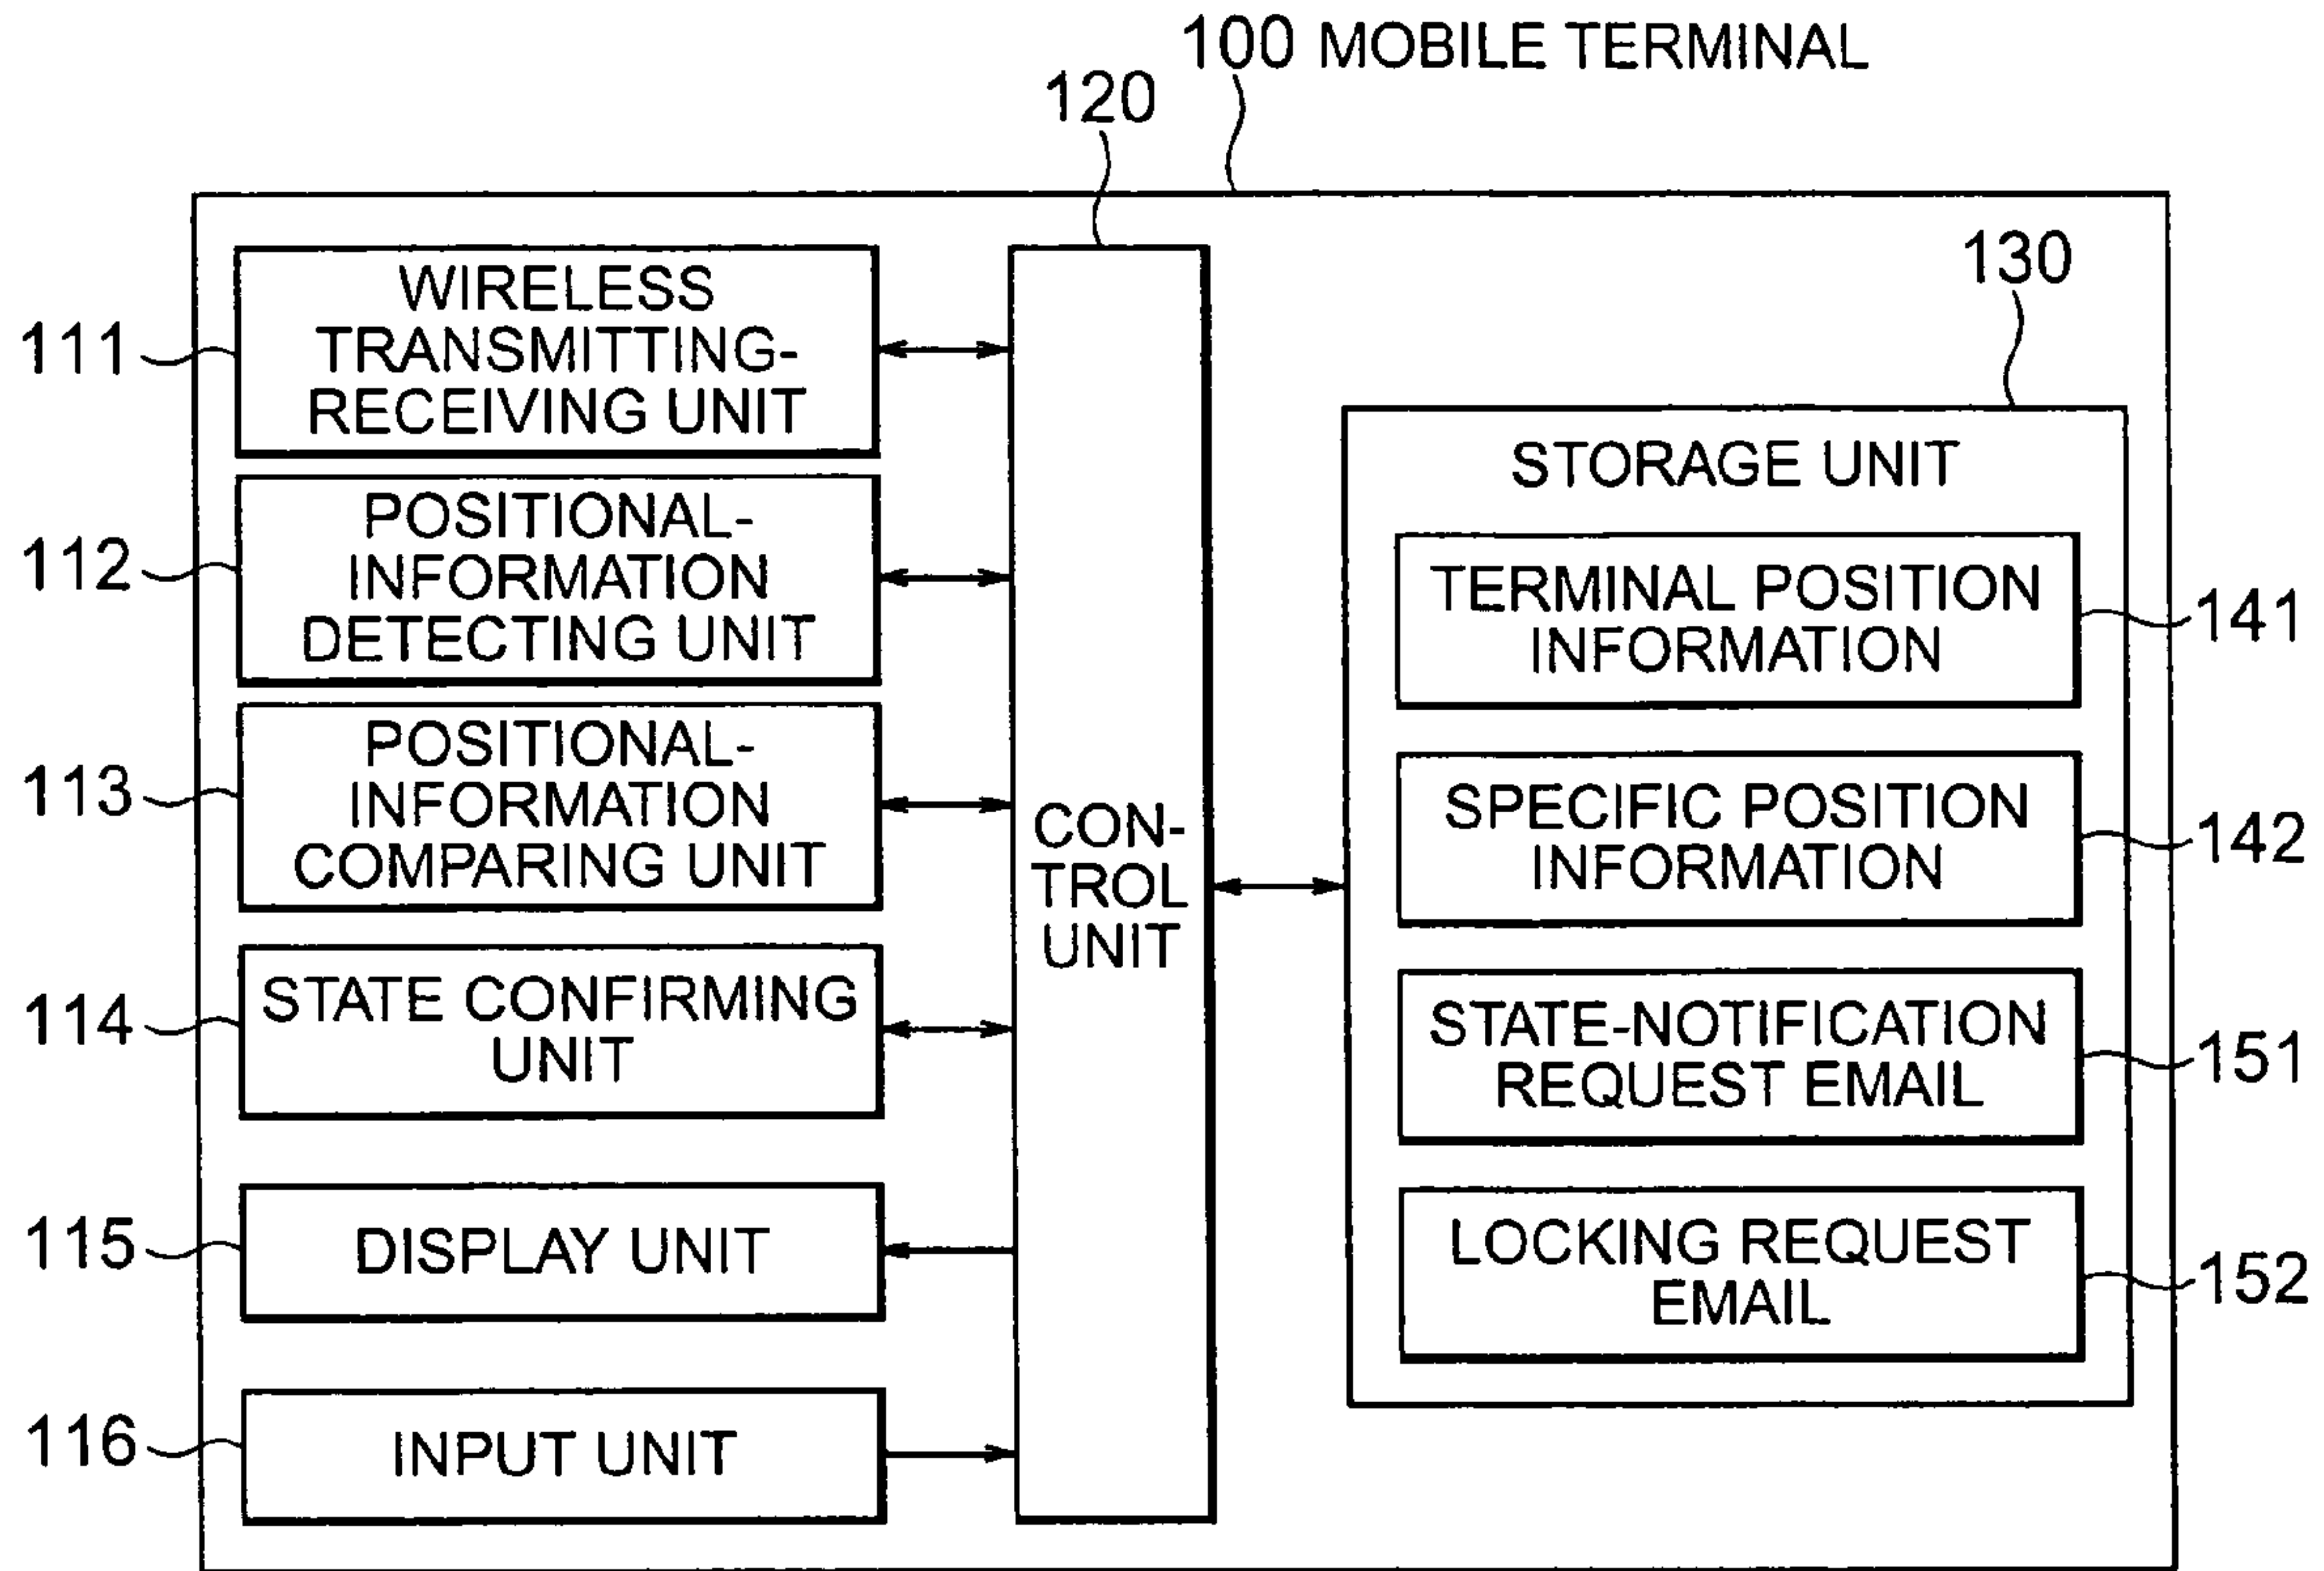 100 MOBILE TERMINAL
120
130
111
WIRELESS
TRANSMITTING-
RECEIVING UNIT
112
POSITIONAL-
INFORMATION
DETECTING UNIT
113
POSITIONAL-
INFORMATION
COMPARING UNIT
114
STATE CONFIRMING
UNIT
115
DISPLAY UNIT
116
INPUT UNIT
CON-
TROL
UNIT
STORAGE UNIT
TERMINAL POSITION
INFORMATION
141
SPECIFIC POSITION
INFORMATION
142
STATE-NOTIFICATION
REQUEST EMAIL
151
LOCKING REQUEST
EMAIL
152